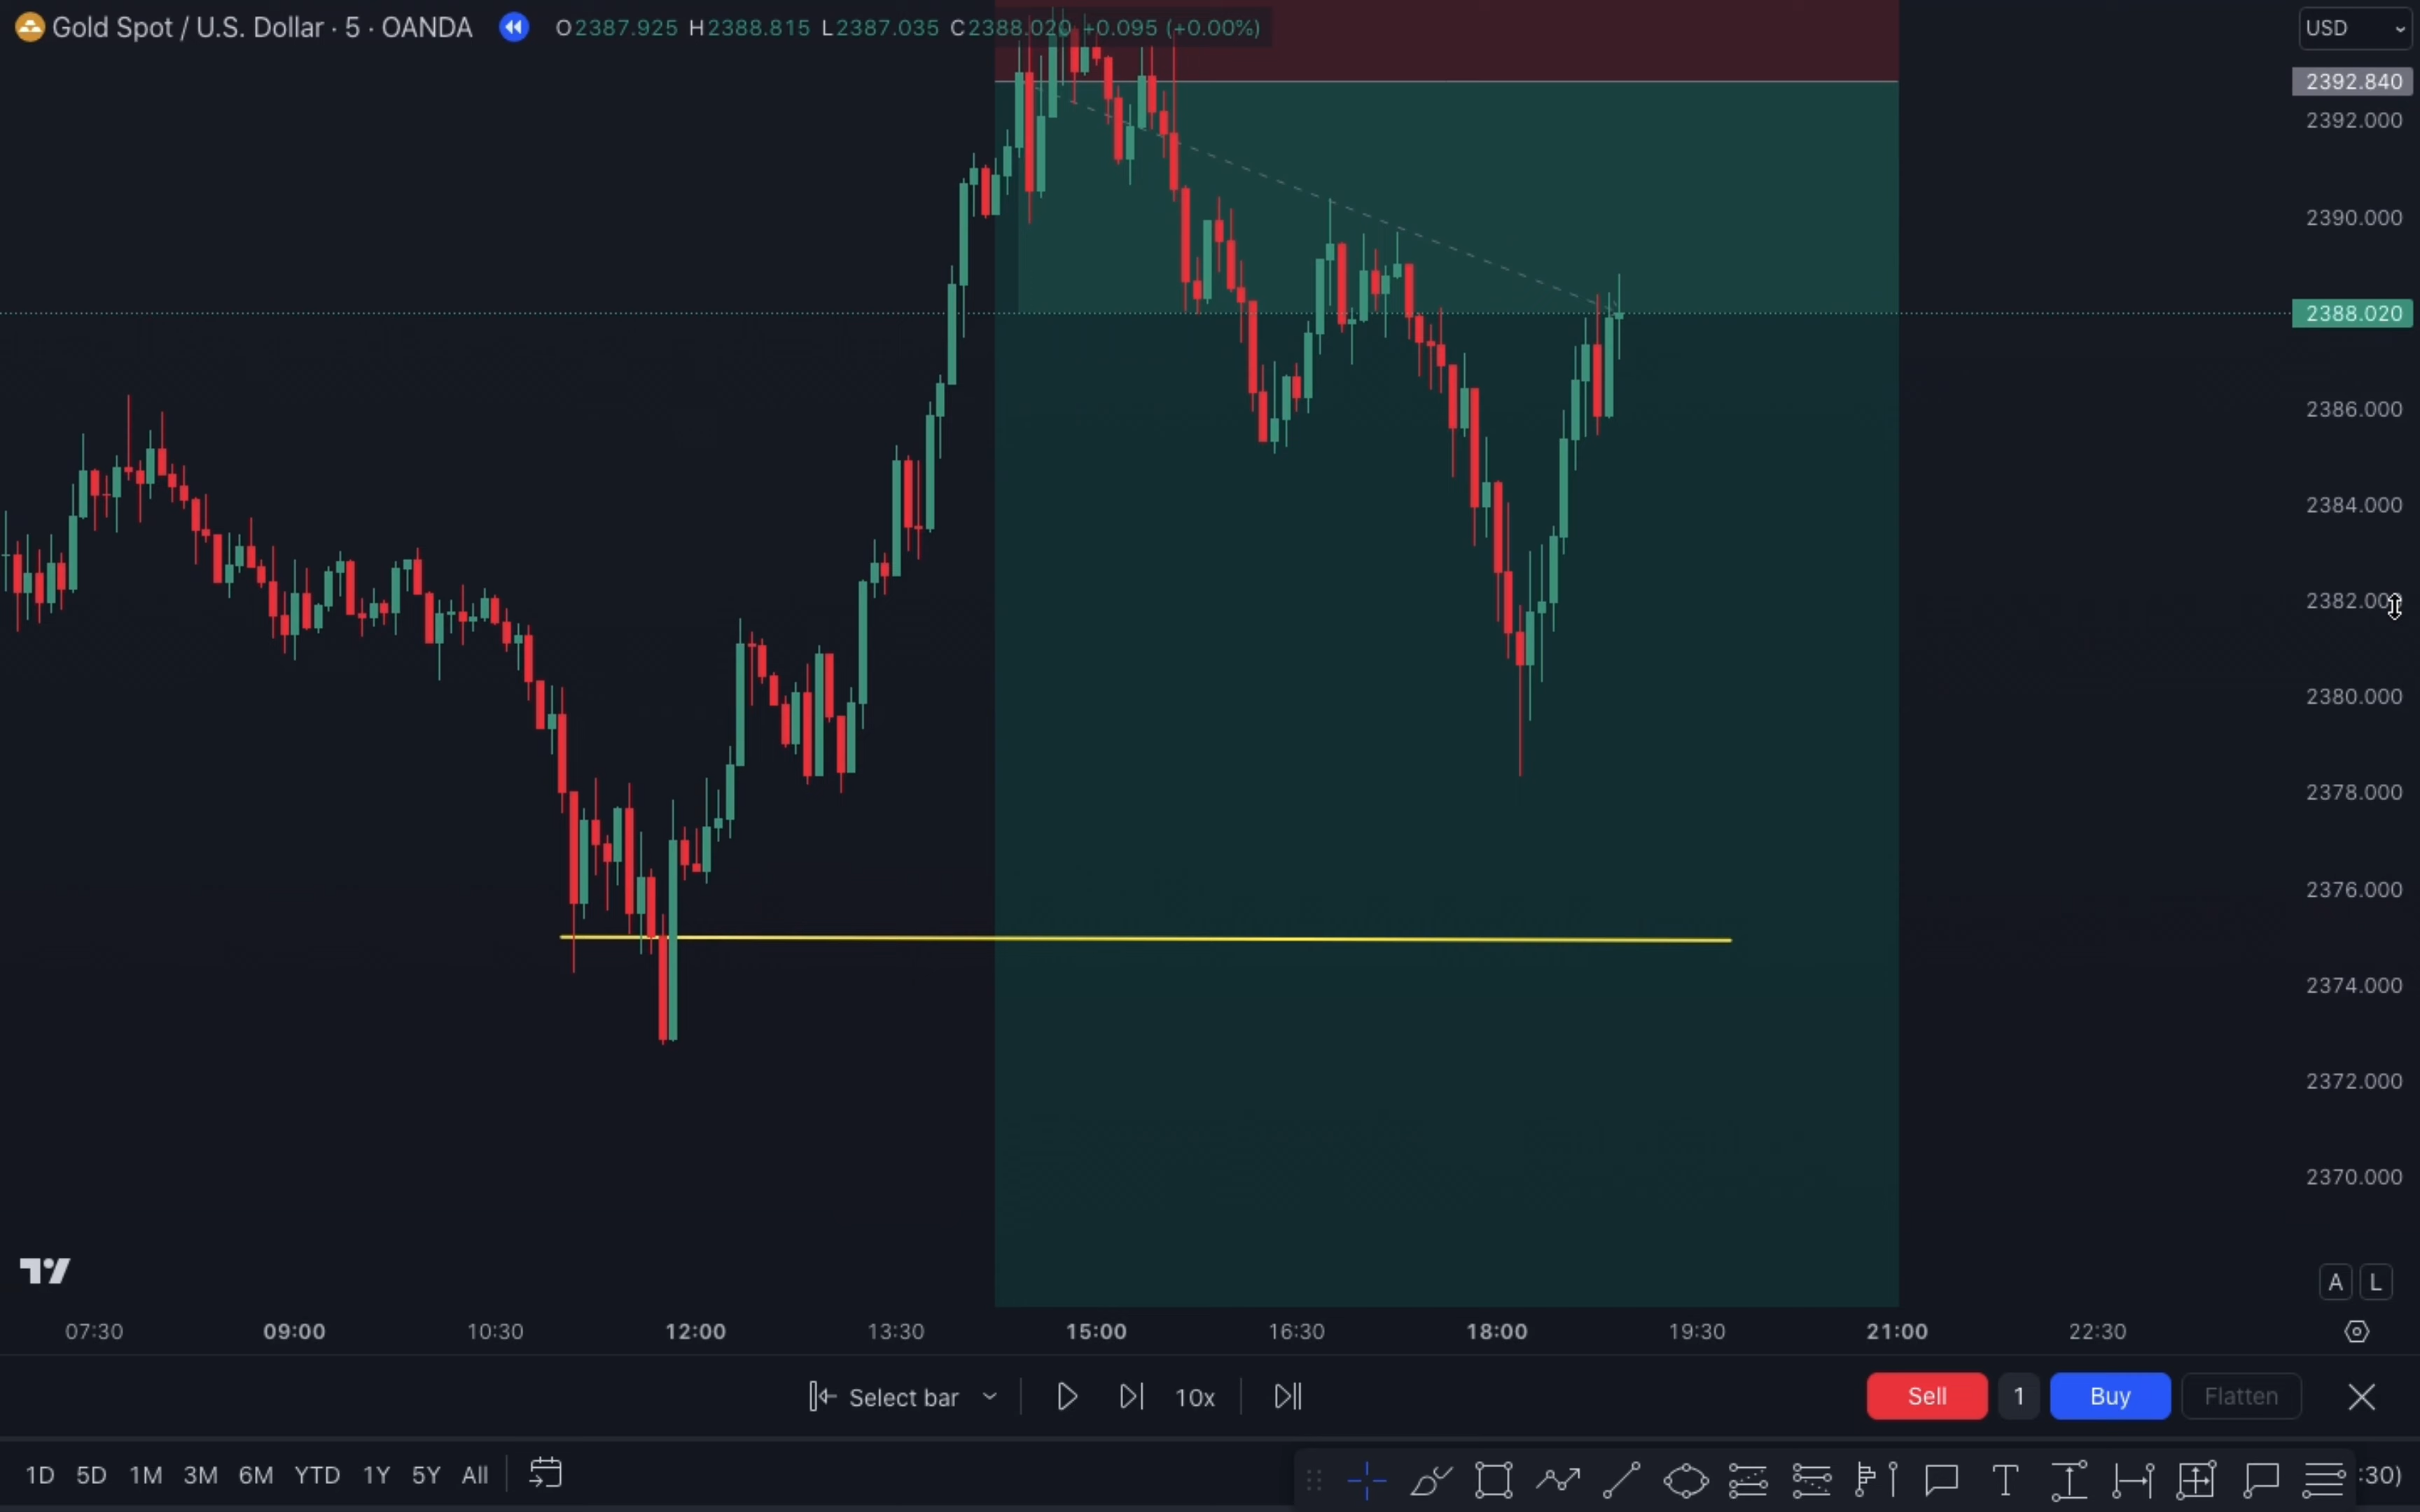 Gold Spot / U.S. Dollar · 5 · OANDA O2387.925 H2388.815 L2387.035 C2388.020 +0.095 (+0.00%) USD
2392.840
2392.000
2390.000
2388.020
2386.000
2384.000
2382.000
2380.000
2378.000
2376.000
2374.000
2372.000
2370.000
A L
07:30 09:00 10:30 12:00 13:30 15:00 16:30 18:00 19:30 21:00 22:30
Select bar 10x Sell 1 Buy Flatten
1D 5D 1M 3M 6M YTD 1Y 5Y All :30)